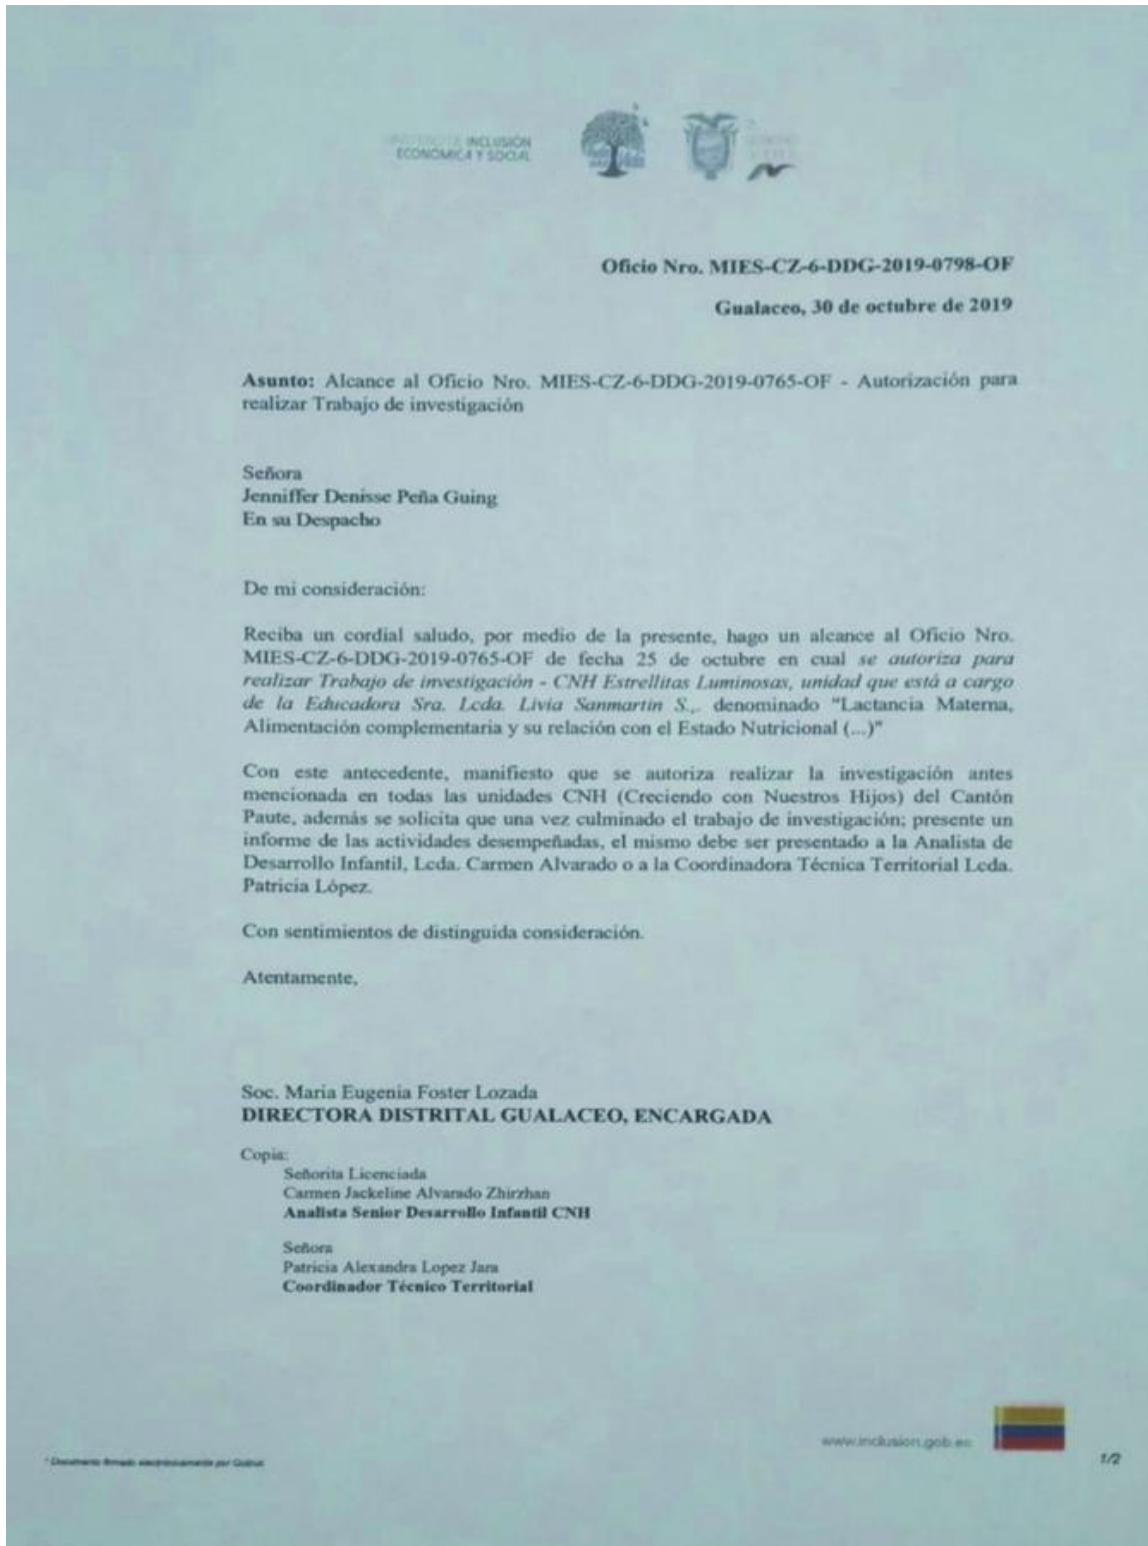 INCLUSIÓN
ECONÓMICA Y SOCIAL
Oficio Nro. MIES-CZ-6-DDG-2019-0798-OF
Gualaceo, 30 de octubre de 2019
Asunto: Alcance al Oficio Nro. MIES-CZ-6-DDG-2019-0765-OF - Autorización para
realizar Trabajo de investigación
Señora
Jenniffer Denisse Peña Guing
En su Despacho
De mi consideración:
Reciba un cordial saludo, por medio de la presente, hago un alcance al Oficio Nro.
MIES-CZ-6-DDG-2019-0765-OF de fecha 25 de octubre en cual se autoriza para
realizar Trabajo de investigación - CNH Estrellitas Luminosas, unidad que está a cargo
de la Educadora Sra. Lcda. Livia Sanmartin S.,. denominado "Lactancia Materna,
Alimentación complementaria y su relación con el Estado Nutricional (...)"
Con este antecedente, manifiesto que se autoriza realizar la investigación antes
mencionada en todas las unidades CNH (Creciendo con Nuestros Hijos) del Cantón
Paute, además se solicita que una vez culminado el trabajo de investigación; presente un
informe de las actividades desempeñadas, el mismo debe ser presentado a la Analista de
Desarrollo Infantil, Lcda. Carmen Alvarado o a la Coordinadora Técnica Territorial Lcda.
Patricia López.
Con sentimientos de distinguida consideración.
Atentamente,
Soc. Maria Eugenia Foster Lozada
DIRECTORA DISTRITAL GUALACEO, ENCARGADA
Copia:
Señorita Licenciada
Carmen Jackeline Alvarado Zhirzhan
Analista Senior Desarrollo Infantil CNH
Señora
Patricia Alexandra Lopez Jara
Coordinador Técnico Territorial
www.inclusion.gob.ec
* Documento firmado electrónicamente por Quipux
1/2